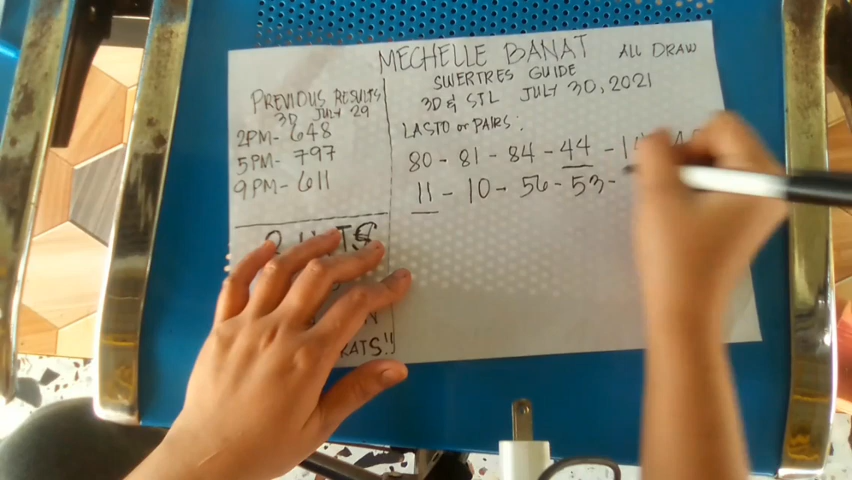 MECHELLE BANAT ALL DRAW
SWERTRES GUIDE
3D & STL JULY 30, 2021
PREVIOUS RESULTS
3D JULY 29
2PM- 648
5PM- 797
9PM- 611
LASTO or PAIRS:
80 - 81 - 84 - 44 -
11 - 10 - 56 - 53 -